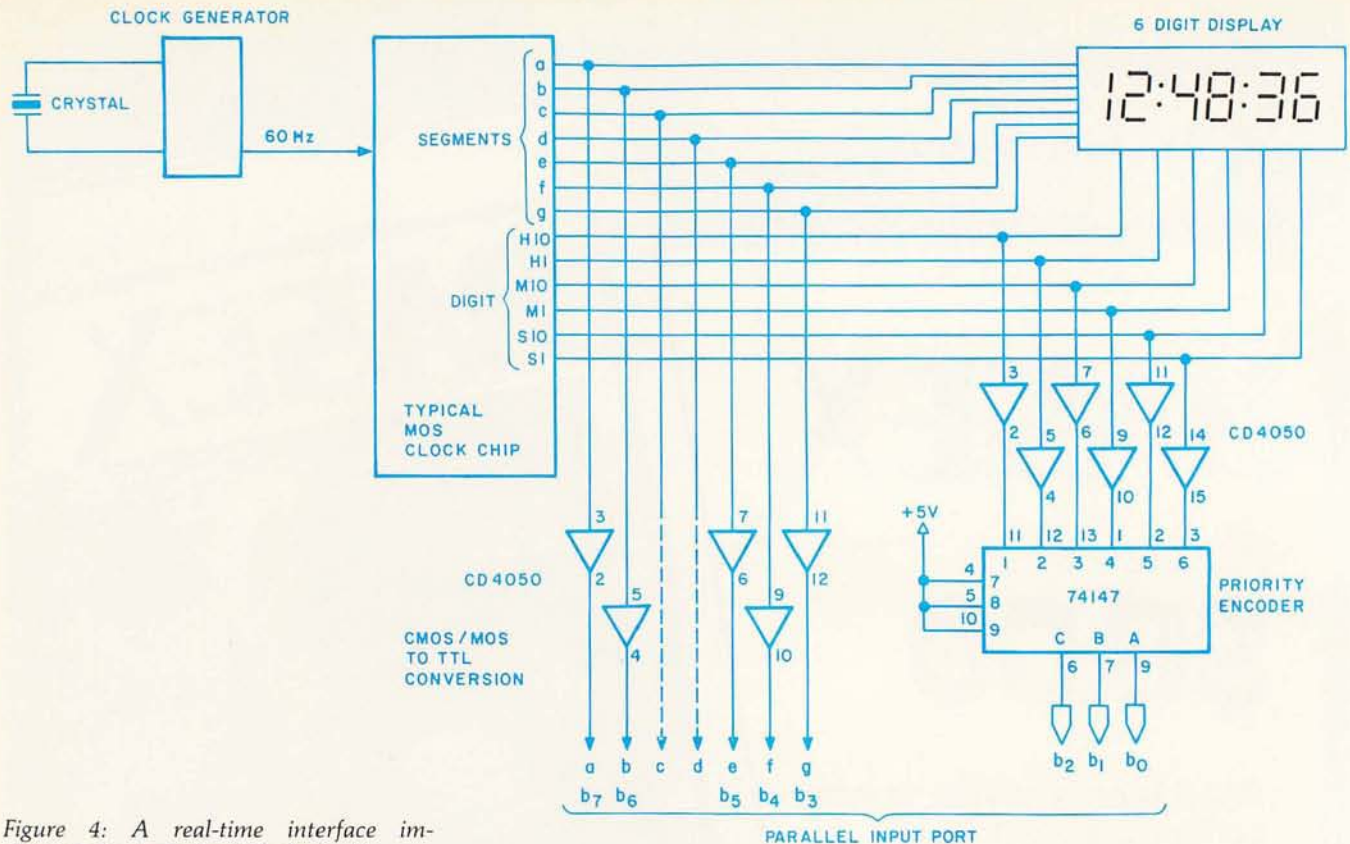 CLOCK GENERATOR
6 DIGIT DISPLAY
CRYSTAL
60 Hz
SEGMENTS
a
b
c
d
e
f
g
DIGIT
H10
H1
M10
M1
S10
S1
12:48:36
TYPICAL
MOS
CLOCK CHIP
3 7 11
5 9 14
CD4050
2 6 12
4 10 15
+5V
3 7 11
2 6 12
CD4050
5 9
4 10
CMOS/MOS
TO TTL
CONVERSION
11 12 13 1 2 3
1 2 3 4 5 6
4 7
5 8
10 9
74147
PRIORITY
ENCODER
C B A
6 7 9
a b c d e f g
b7 b6 b5 b4 b3
b2 b1 b0
PARALLEL INPUT PORT
Figure 4: A real-time interface im-